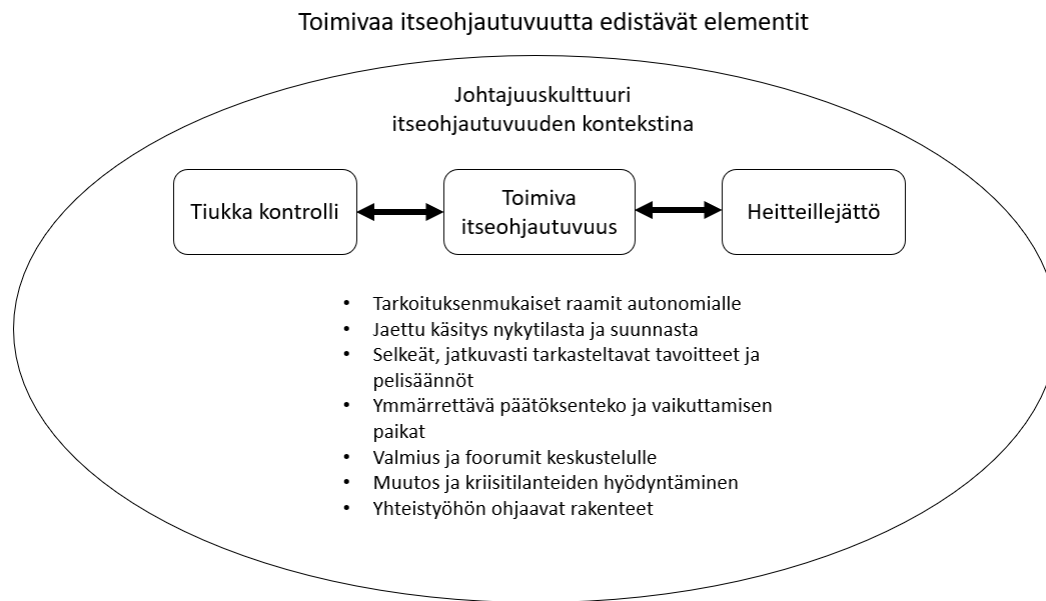 Toimivaa itseohjautuvuutta edistävät elementit
Johtajuuskulttuuri
itseohjautuvuuden kontekstina
Tiukka kontrolli
Toimiva
itseohjautuvuus
Heitteillejättö
• Tarkoituksenmukaiset raamit autonomialle
• Jaettu käsitys nykytilasta ja suunnasta
• Selkeät, jatkuvasti tarkasteltavat tavoitteet ja
pelisäännöt
• Ymmärrettävä päätöksenteko ja vaikuttamisen
paikat
• Valmius ja foorumit keskustelulle
• Muutos ja kriisitilanteiden hyödyntäminen
• Yhteistyöhön ohjaavat rakenteet